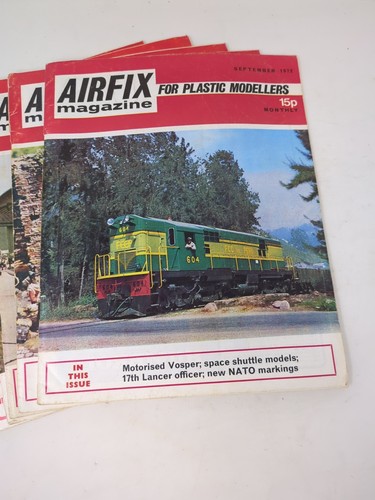 SEPTEMBER 1972
AIRFIX
magazine
FOR PLASTIC MODELLERS
15p
MONTHLY
604
604
IN
THIS
ISSUE
Motorised Vosper; space shuttle models;
17th Lancer officer; new NATO markings